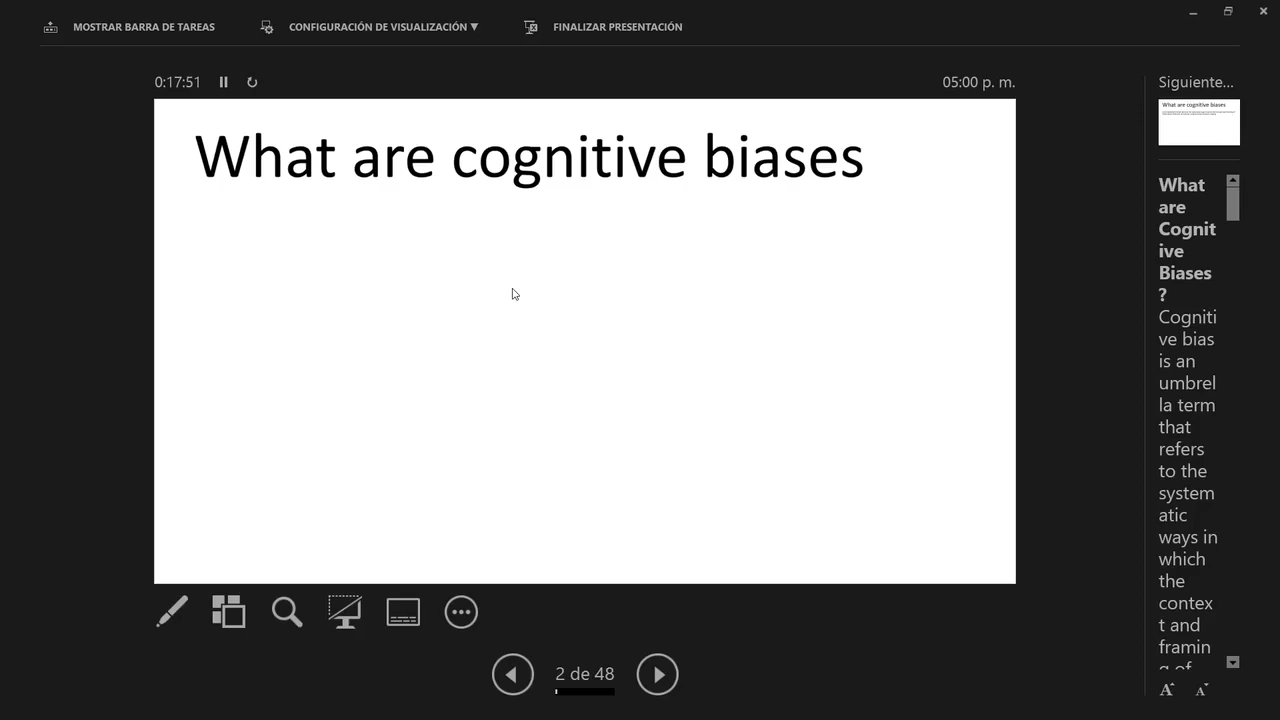 MOSTRAR BARRA DE TAREAS
CONFIGURACIÓN DE VISUALIZACIÓN ▼
FINALIZAR PRESENTACIÓN
0:17:51
05:00 p. m.
What are cognitive biases
2 de 48
Siguiente...
What are cognitive biases
What
are
Cognit
ive
Biases
?
Cogniti
ve bias
is an
umbrel
la term
that
refers
to the
system
atic
ways in
which
the
contex
t and
framin
g of
A A